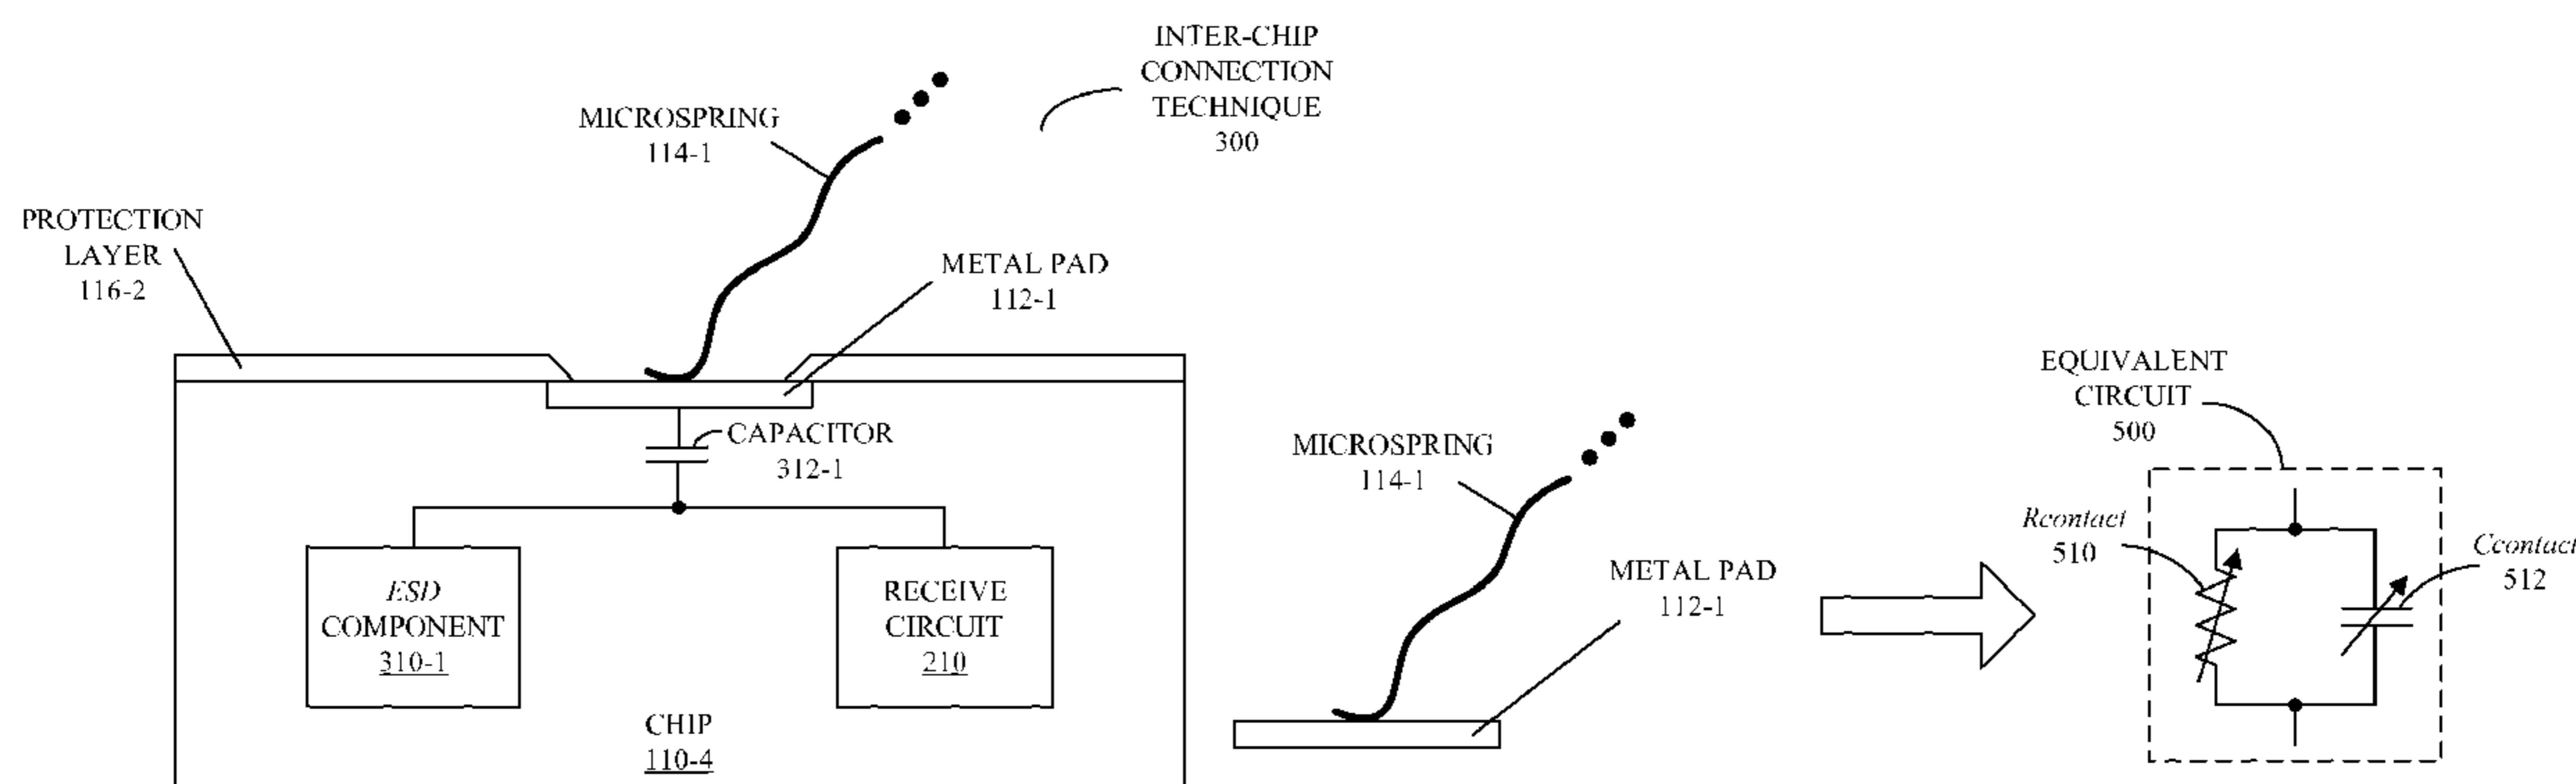 INTER-CHIP
CONNECTION
TECHNIQUE
300
MICROSPRING
114-1
PROTECTION
LAYER
116-2
METAL PAD
112-1
CAPACITOR
312-1
ESD
COMPONENT
310-1
RECEIVE
CIRCUIT
210
CHIP
110-4
MICROSPRING
114-1
METAL PAD
112-1
EQUIVALENT
CIRCUIT
500
Rcontact
510
Ccontact
512